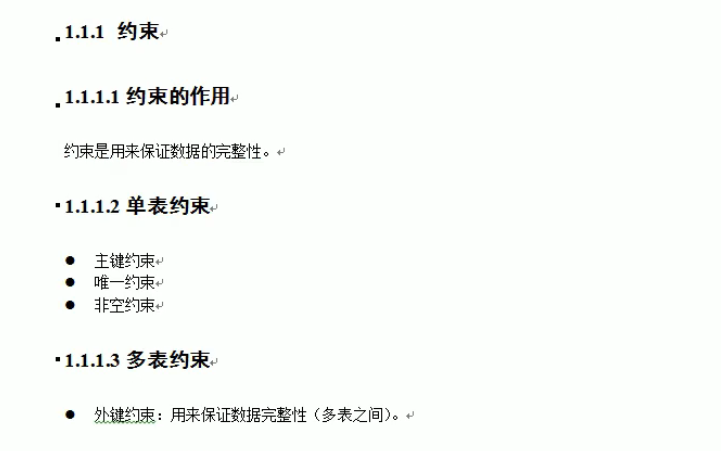 1.1.1 约束
1.1.1.1 约束的作用
约束是用来保证数据的完整性。
1.1.1.2 单表约束
● 主键约束
● 唯一约束
● 非空约束
1.1.1.3 多表约束
● 外键约束：用来保证数据完整性（多表之间）。